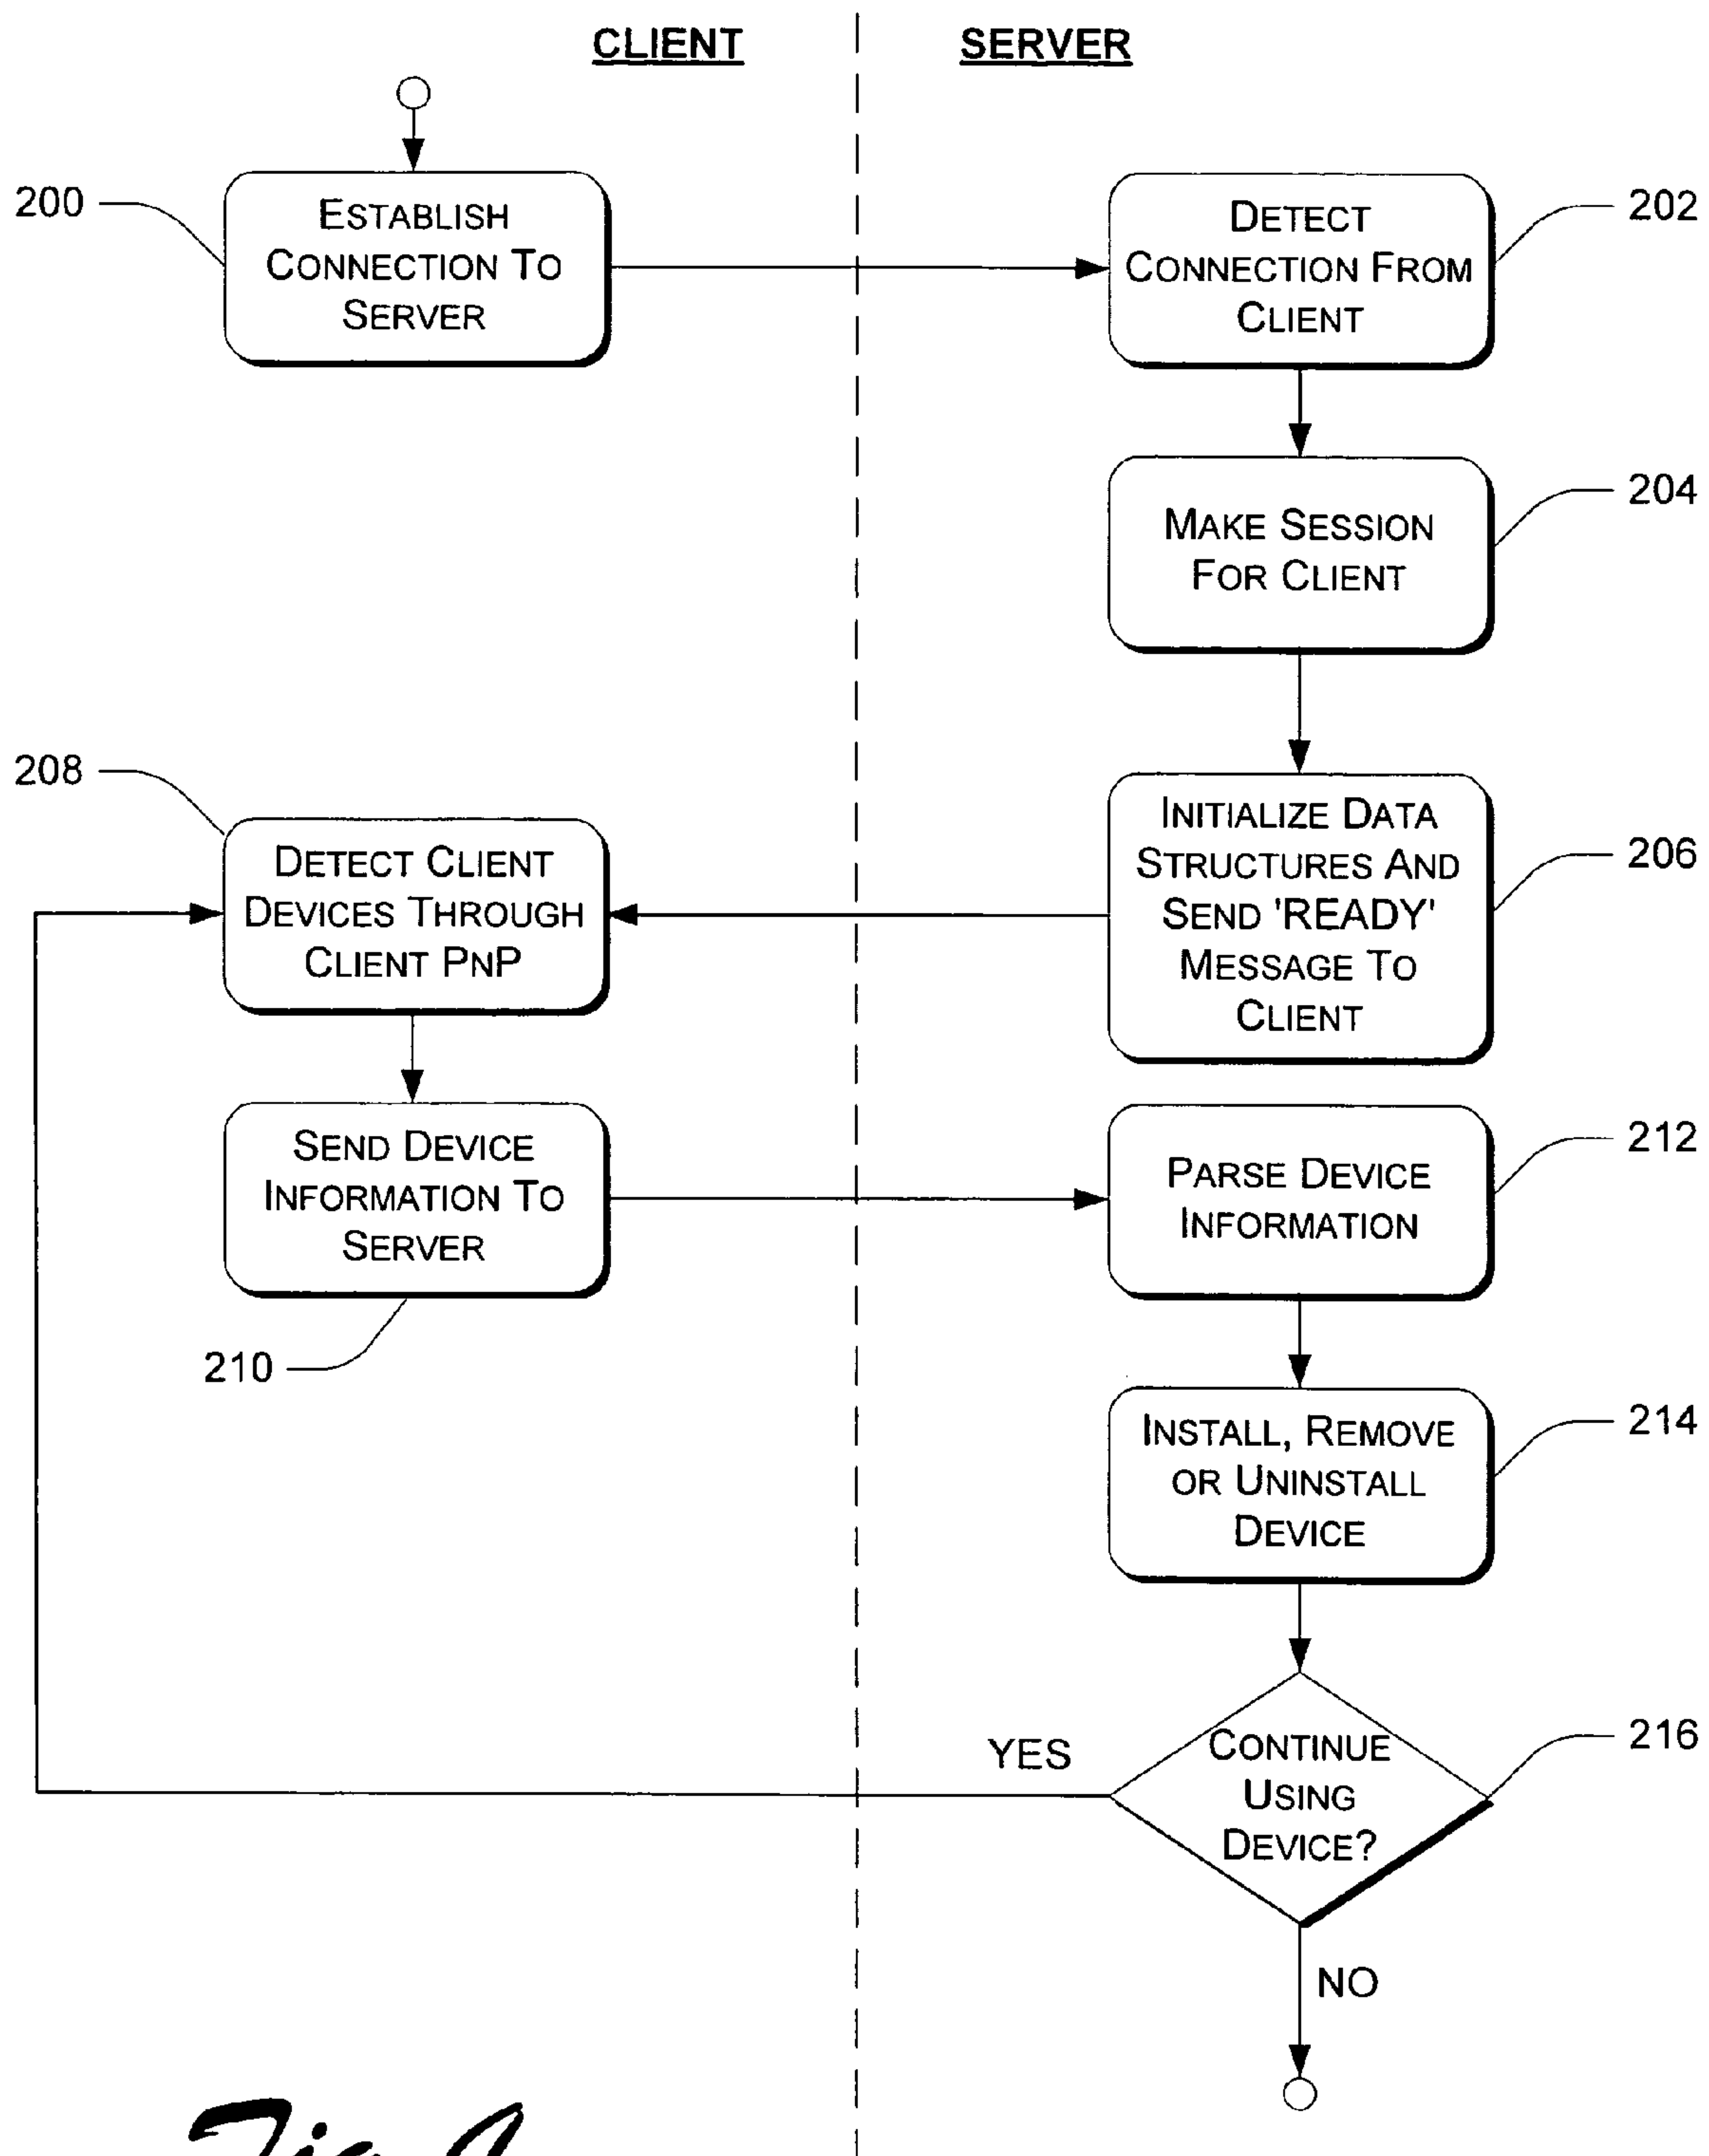 CLIENT
SERVER
200
ESTABLISH
CONNECTION TO
SERVER
DETECT
CONNECTION FROM
CLIENT
202
MAKE SESSION
FOR CLIENT
204
208
DETECT CLIENT
DEVICES THROUGH
CLIENT PNP
INITIALIZE DATA
STRUCTURES AND
SEND 'READY'
MESSAGE TO
CLIENT
206
SEND DEVICE
INFORMATION TO
SERVER
210
PARSE DEVICE
INFORMATION
212
INSTALL, REMOVE
OR UNINSTALL
DEVICE
214
YES
CONTINUE
USING
DEVICE?
216
NO
Fig.